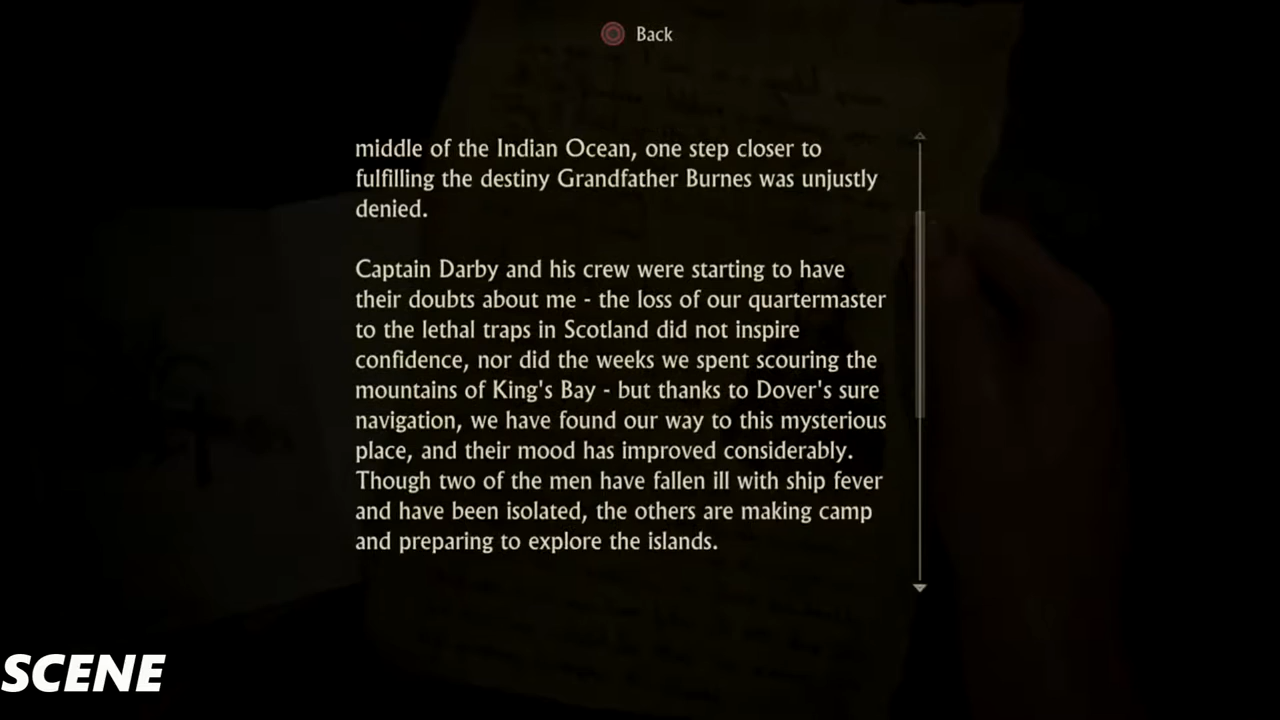 Back
middle of the Indian Ocean, one step closer to
fulfilling the destiny Grandfather Burnes was unjustly
denied.
Captain Darby and his crew were starting to have
their doubts about me - the loss of our quartermaster
to the lethal traps in Scotland did not inspire
confidence, nor did the weeks we spent scouring the
mountains of King's Bay - but thanks to Dover's sure
navigation, we have found our way to this mysterious
place, and their mood has improved considerably.
Though two of the men have fallen ill with ship fever
and have been isolated, the others are making camp
and preparing to explore the islands.
SCENE